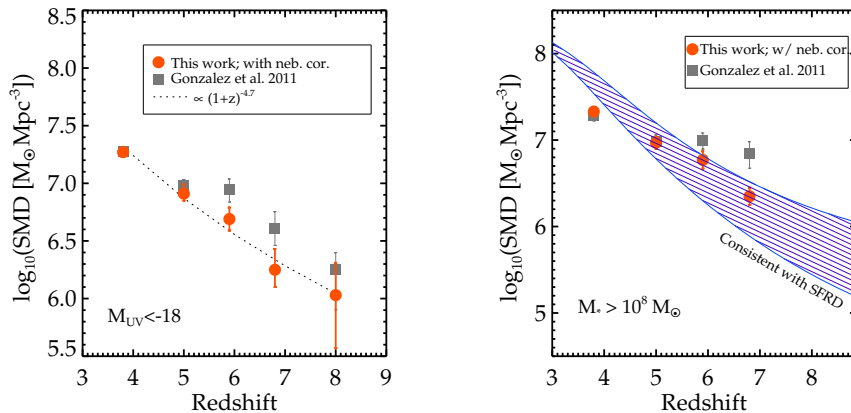 8.5
8.0
7.5
7.0
6.5
6.0
5.5
log₁₀(SMD [M☉Mpc⁻³])
This work; with neb. cor.
Gonzalez et al. 2011
∝ (1+z)⁻⁴·⁷
M_UV<-18
3 4 5 6 7 8 9
Redshift
8
7
6
5
log₁₀(SMD [M☉Mpc⁻³])
This work; w/ neb. cor.
Gonzalez et al. 2011
Consistent with SFRD
M* > 10⁸ M☉
3 4 5 6 7 8
Redshift